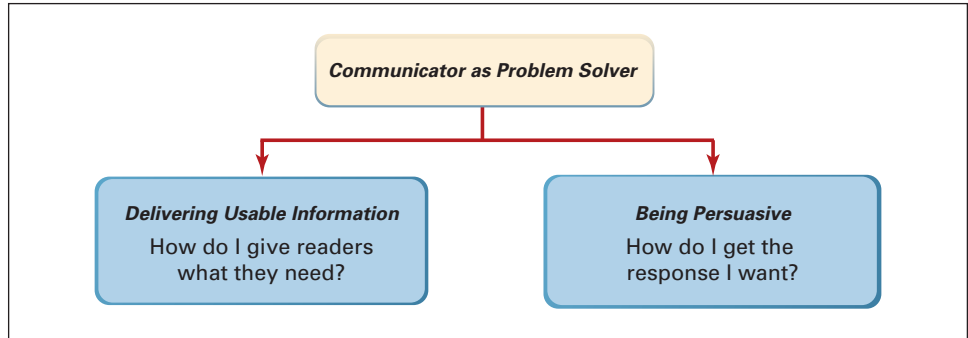 Communicator as Problem Solver
Delivering Usable Information
How do I give readers
what they need?
Being Persuasive
How do I get the
response I want?